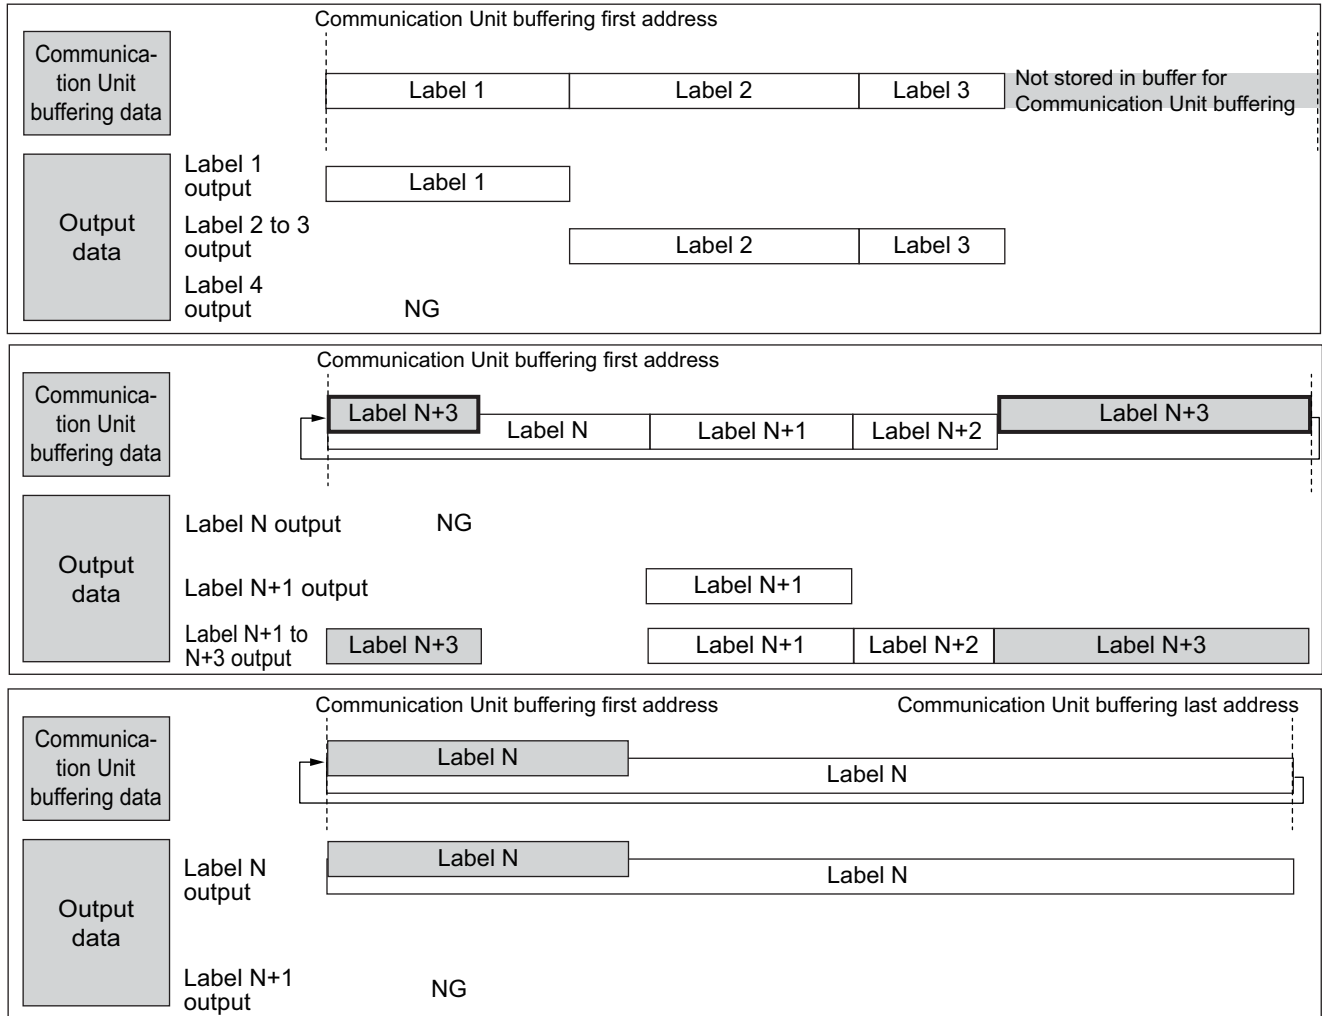 Communication Unit buffering first address
Communica-
tion Unit
buffering data
Label 1
Label 2
Label 3
Not stored in buffer for
Communication Unit buffering
Output
data
Label 1
output
Label 1
Label 2 to 3
output
Label 2
Label 3
Label 4
output
NG
Communication Unit buffering first address
Communica-
tion Unit
buffering data
Label N+3
Label N
Label N+1
Label N+2
Label N+3
Output
data
Label N output
NG
Label N+1 output
Label N+1
Label N+1 to
N+3 output
Label N+3
Label N+1
Label N+2
Label N+3
Communication Unit buffering first address
Communication Unit buffering last address
Communica-
tion Unit
buffering data
Label N
Label N
Output
data
Label N
output
Label N
Label N
Label N+1
output
NG